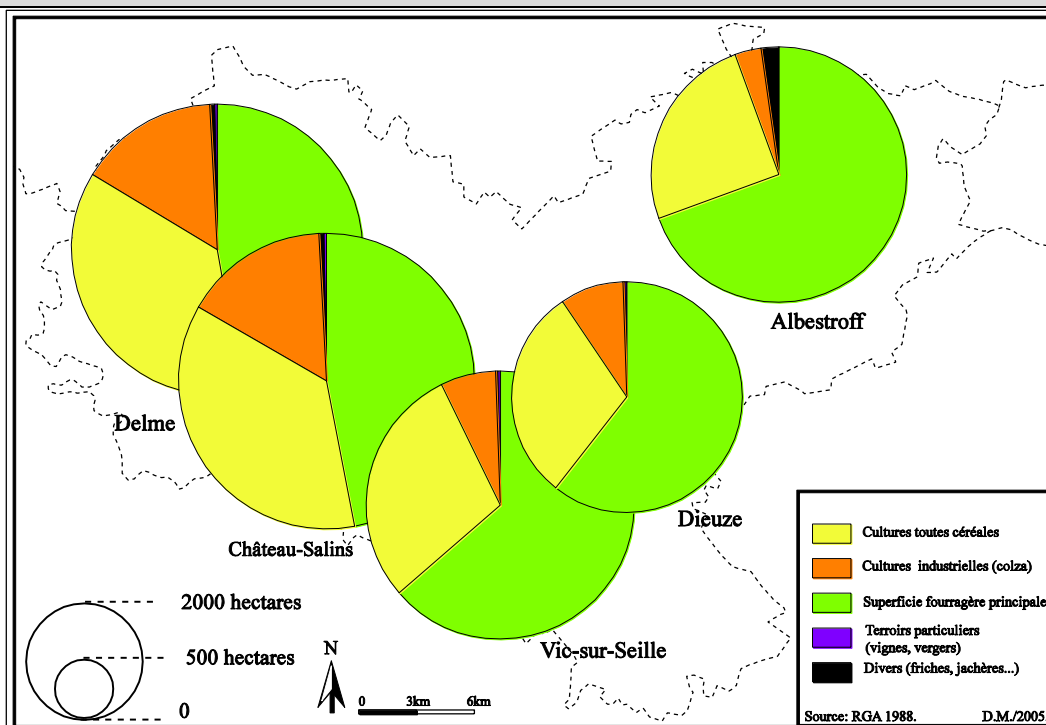 Albestroff
Delme
Dieuze
Château-Salins
Vic-sur-Seille
2000 hectares
500 hectares
0
N
0 3km 6km
Cultures toutes céréales
Cultures industrielles (colza)
Superficie fourragère principale
Terroirs particuliers
(vignes, vergers)
Divers (friches, jachères...)
Source: RGA 1988. D.M./2005